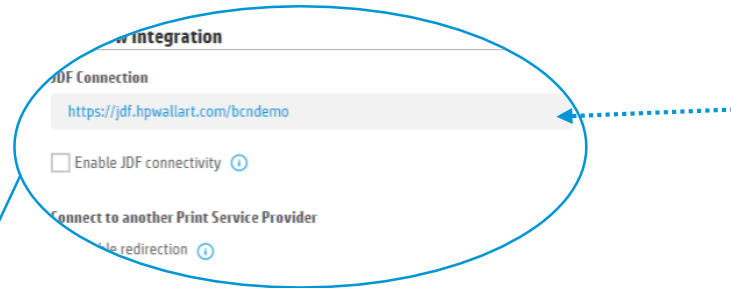 Integration
JDF Connection
https://jdf.hpwallart.com/bcndemo
Enable JDF connectivity
Connect to another Print Service Provider
redirection